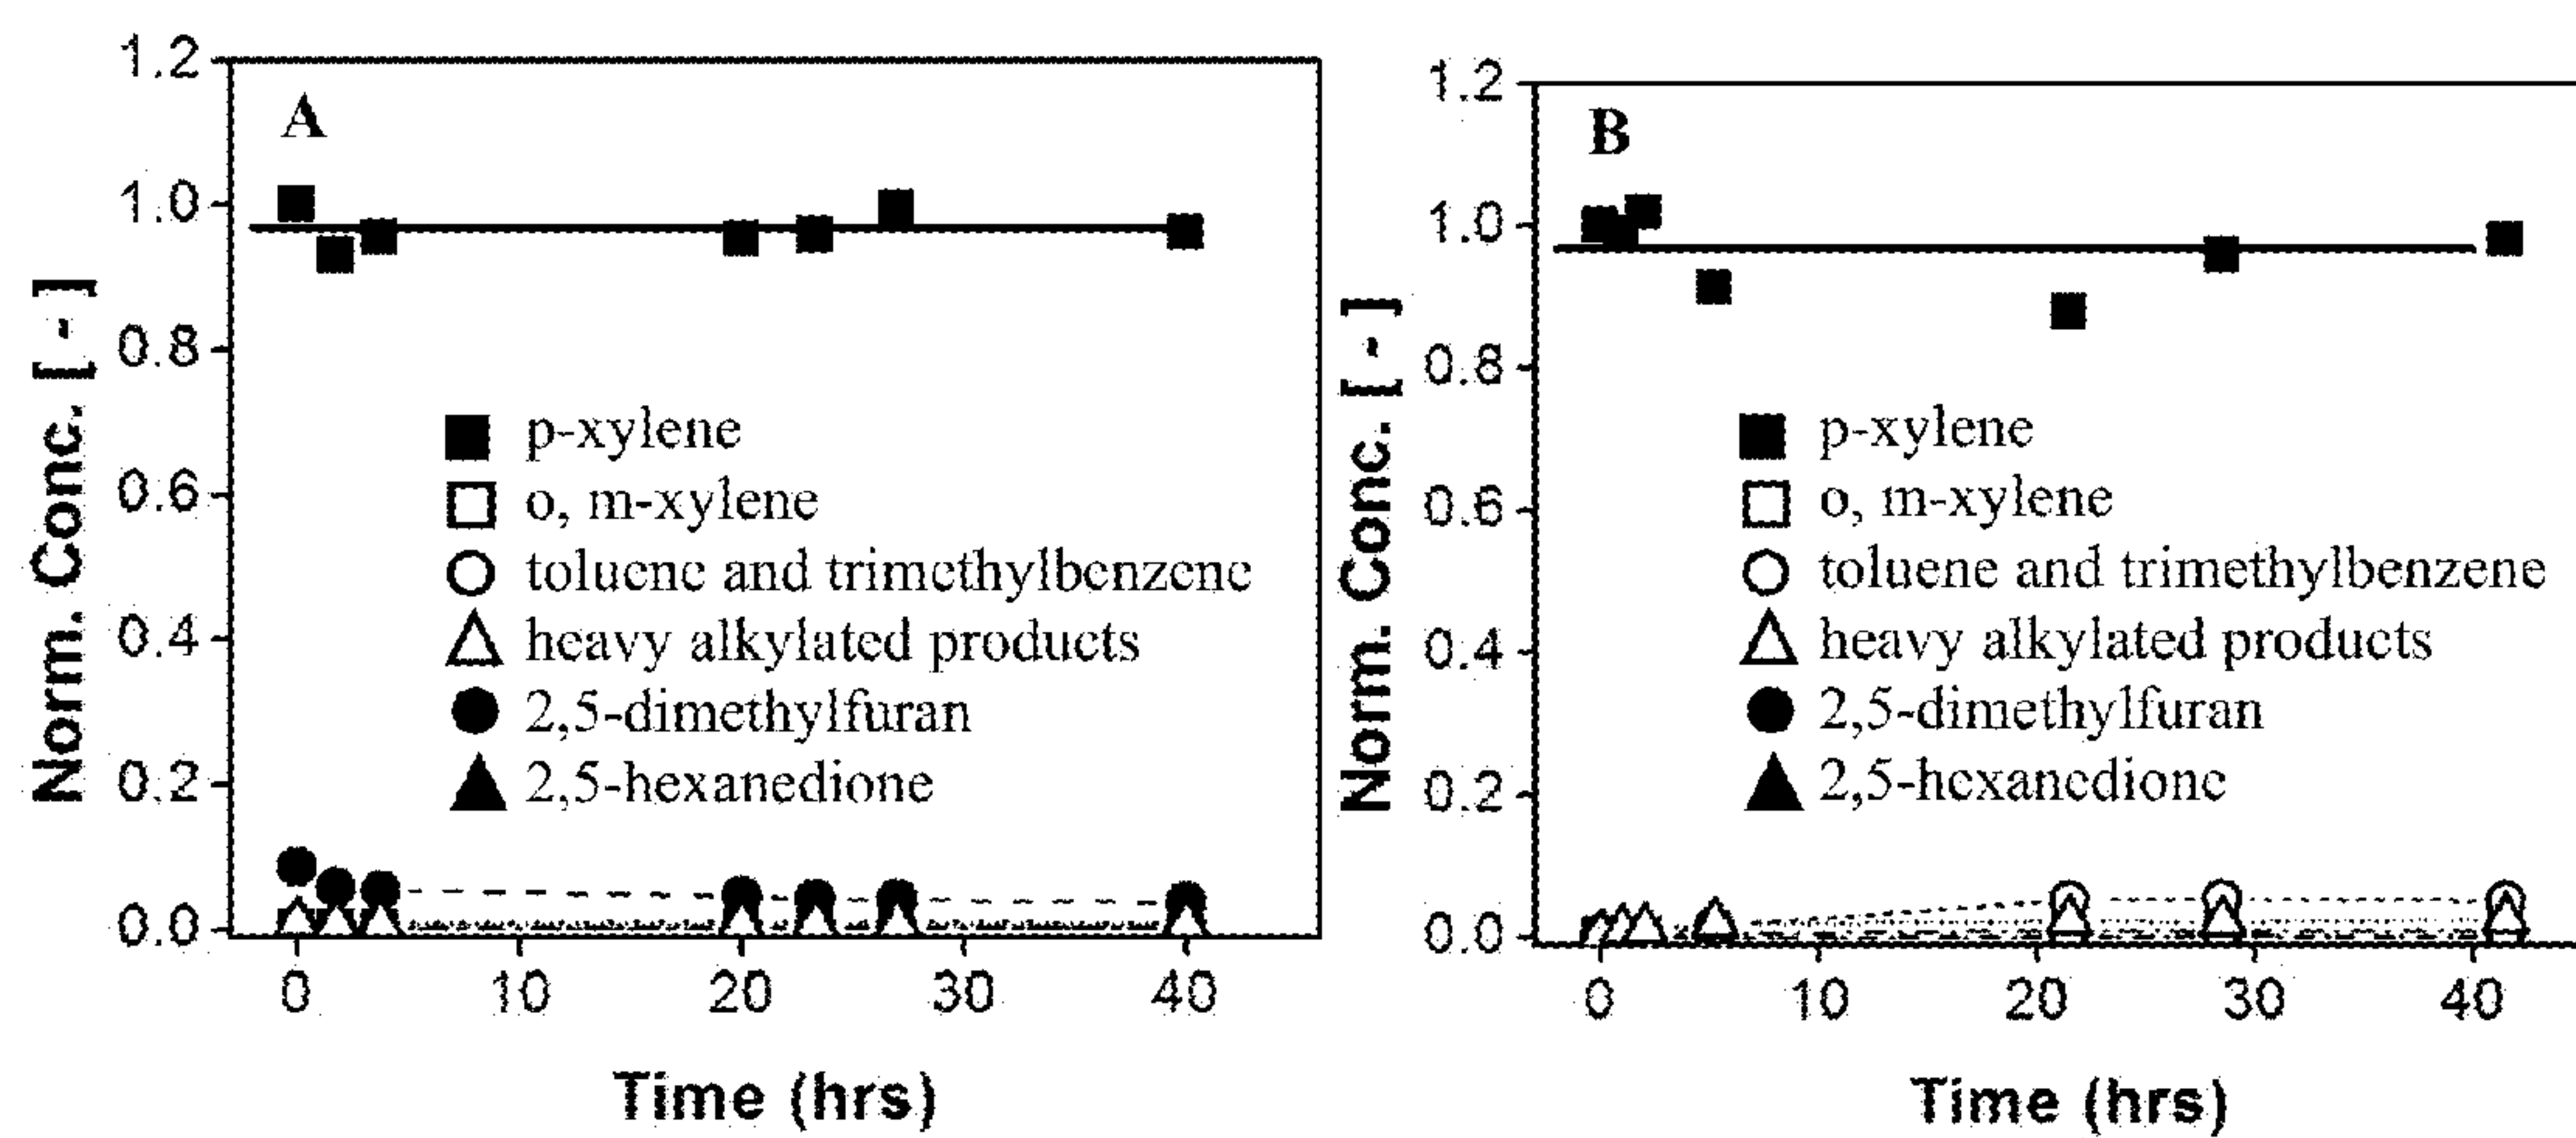 A
1.2
1.0
0.8
0.6
0.4
0.2
0.0
Norm. Conc. [ - ]
p-xylene
o, m-xylene
toluene and trimethylbenzene
heavy alkylated products
2,5-dimethylfuran
2,5-hexanedione
0 10 20 30 40
Time (hrs)
B
1.2
1.0
0.8
0.6
0.4
0.2
0.0
Norm. Conc. [ - ]
p-xylene
o, m-xylene
toluene and trimethylbenzene
heavy alkylated products
2,5-dimethylfuran
2,5-hexanedione
0 10 20 30 40
Time (hrs)